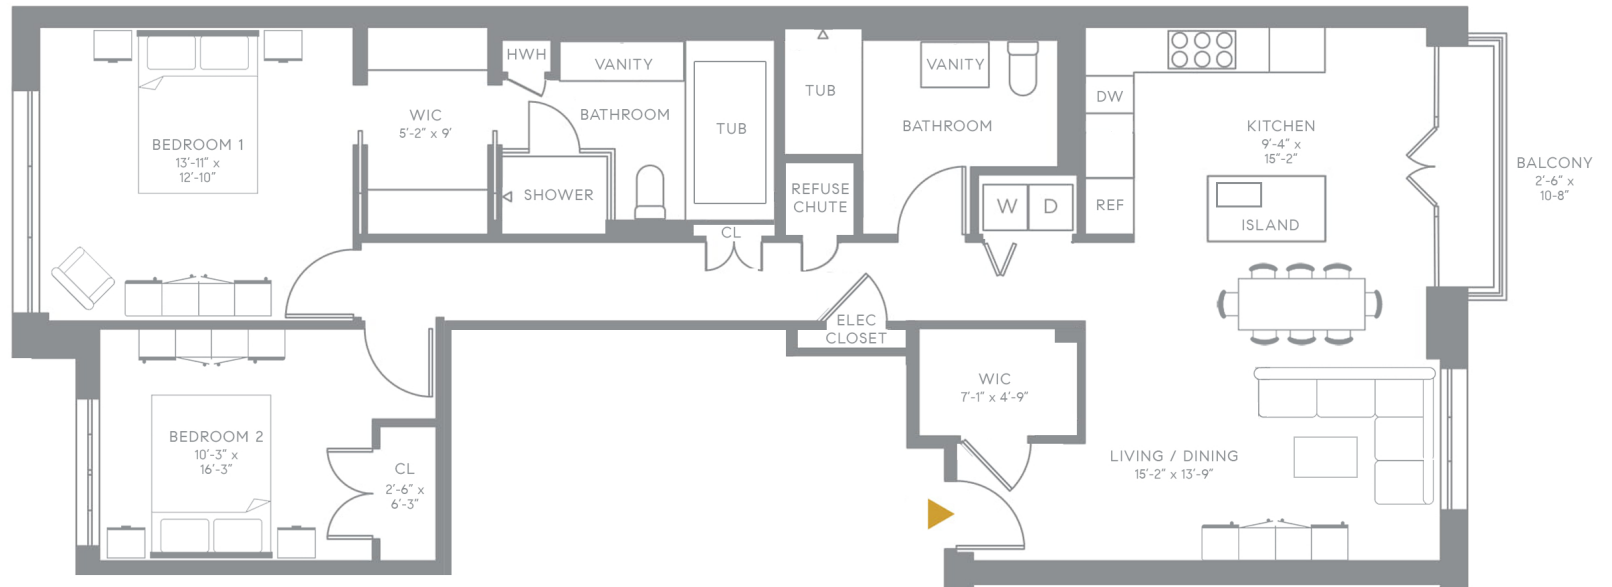 BEDROOM 1
13'-11" x
12'-10"
WIC
5'-2" x 9'
HWH
VANITY
BATHROOM
TUB
SHOWER
CL
TUB
REFUSE
CHUTE
VANITY
BATHROOM
W
D
DW
REF
KITCHEN
9'-4" x
15"-2"
ISLAND
BALCONY
2'-6" x
10-8"
ELEC
CLOSET
WIC
7'-1" x 4'-9"
BEDROOM 2
10'-3" x
16'-3"
CL
2'-6" x
6'-3"
LIVING / DINING
15'-2" x 13'-9"